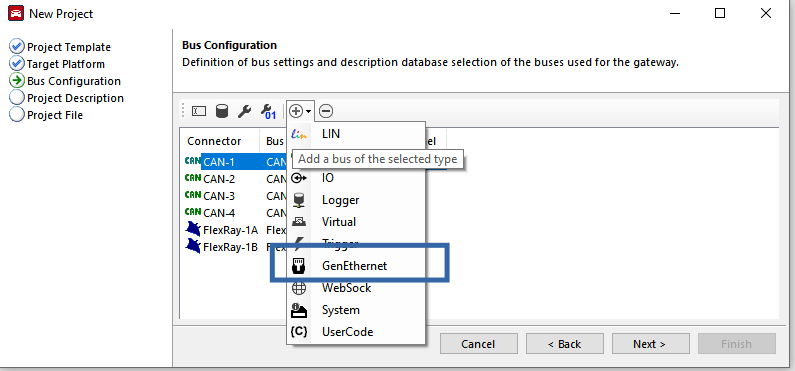 New Project
Project Template
Target Platform
Bus Configuration
Project Description
Project File
Bus Configuration
Definition of bus settings and description database selection of the buses used for the gateway.
01
Connector Bus el
CAN CAN-1 CAN
CAN CAN-2 CAN
CAN CAN-3 CAN
CAN CAN-4 CAN
FlexRay-1A Flex
FlexRay-1B Flex
Lin LIN
Add a bus of the selected type
IO
Logger
Virtual
Trigger
GenEthernet
WebSock
System
(C) UserCode
Cancel
< Back
Next >
Finish